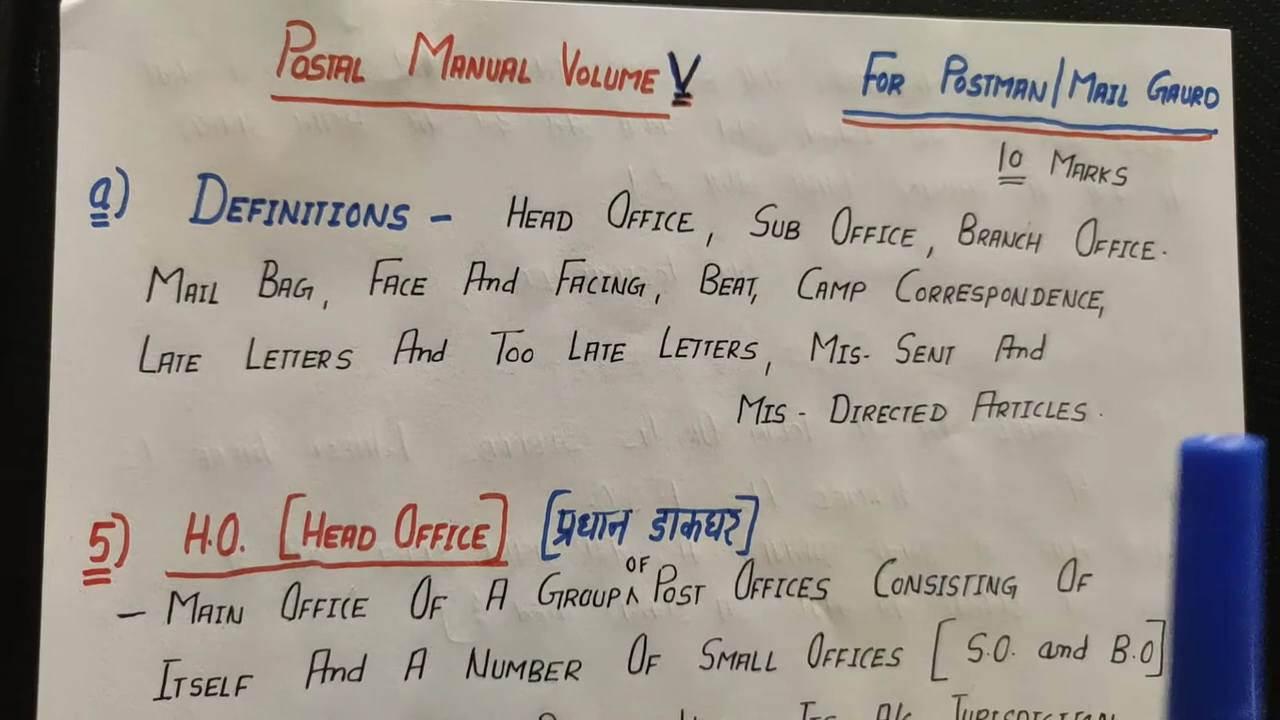 POSTAL MANUAL VOLUME V
FOR POSTMAN/MAIL GAURD
10 MARKS
a) DEFINITIONS - HEAD OFFICE, SUB OFFICE, BRANCH OFFICE.
MAIL BAG, FACE And FACING, BEAT, CAMP CORRESPONDENCE,
LATE LETTERS And TOO LATE LETTERS, MIS- SENT And
MIS - DIRECTED ARTICLES.
5) H.O. [HEAD OFFICE] [प्रधान डाकघर]
- MAIN OFFICE OF A GROUP OF POST OFFICES CONSISTING OF
ITSELF And A NUMBER OF SMALL OFFICES [S.O. and B.O]
ITS A/c JURISDICTION